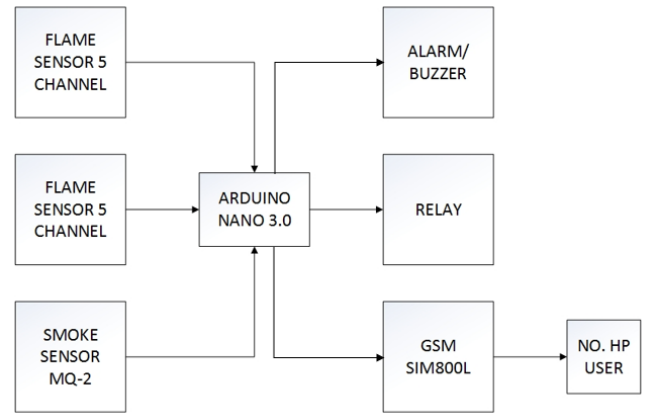 FLAME
SENSOR 5
CHANNEL
ALARM/
BUZZER
FLAME
SENSOR 5
CHANNEL
ARDUINO
NANO 3.0
RELAY
SMOKE
SENSOR
MQ-2
GSM
SIM800L
NO. HP
USER